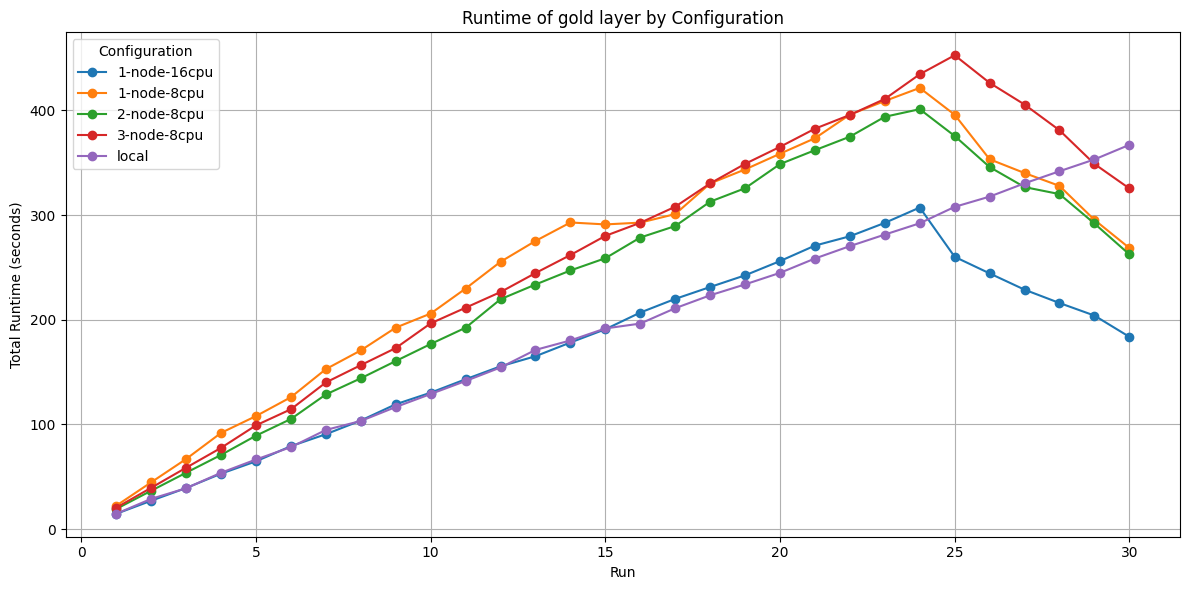 Runtime of gold layer by Configuration
Configuration
1-node-16cpu
1-node-8cpu
2-node-8cpu
3-node-8cpu
local
Total Runtime (seconds)
400
300
200
100
0
0 5 10 15 20 25 30
Run